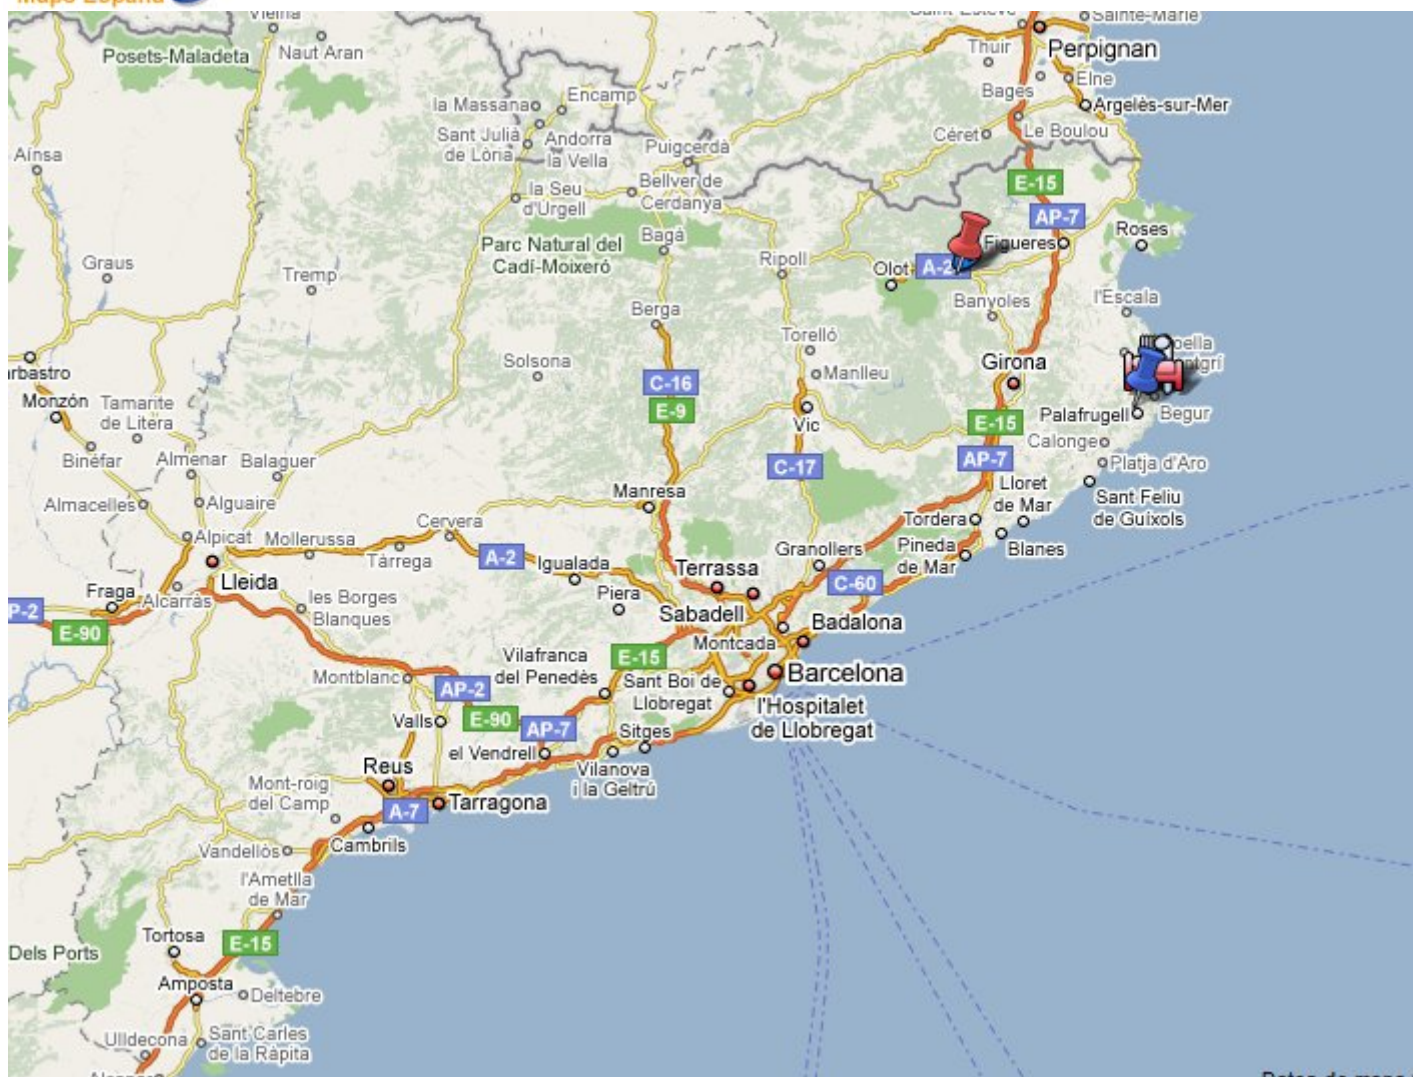 Maps España
Vielha
Naut Aran
Posets-Maladeta
Sainte-Marie
Thuir
Perpignan
Elne
Bages
Argelès-sur-Mer
Encamp
la Massana
Sant Julià
de Lòria
Andorra
la Vella
Puigcerdà
Céret
Le Boulou
Aínsa
la Seu
d'Urgell
Bellver de
Cerdanya
E-15
AP-7
Roses
Parc Natural del
Cadí-Moixeró
Bagà
Figueres
Graus
Tremp
Ripoll
Olot
A-2
Banyoles
l'Escala
Berga
Torelló
Solsona
Manlleu
Girona
Monzón
Tamarite
de Litera
C-16
E-9
Vic
E-15
Palafrugell
Begur
Calonge
Binéfar
Almenar
Balaguer
C-17
AP-7
Platja d'Aro
Almacelles
Alguaire
Manresa
Lloret
de Mar
Sant Feliu
de Guíxols
Alpicat
Mollerussa
Cervera
Tàrrega
Tordera
A-2
Igualada
Granollers
Pineda
de Mar
Blanes
Lleida
Fraga
Alcarràs
les Borges
Blanques
Piera
Terrassa
C-60
P-2
E-90
Sabadell
Badalona
Montcada
Vilafranca
del Penedès
E-15
Barcelona
Montblanc
AP-2
Sant Boi de
Llobregat
l'Hospitalet
de Llobregat
Valls
E-90
AP-7
Sitges
el Vendrell
Vilanova
i la Geltrú
Reus
Mont-roig
del Camp
A-7
Tarragona
Vandellòs
Cambrils
l'Ametlla
de Mar
Tortosa
E-15
Dels Ports
Amposta
Deltebre
Ulldecona
Sant Carles
de la Ràpita